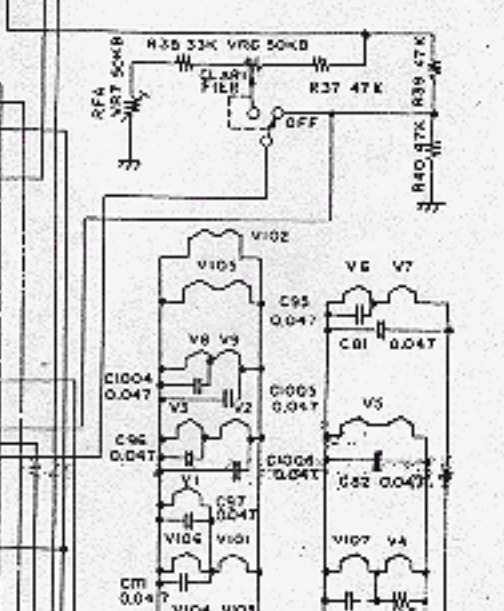 R38 33K VR6 50KB
CLARI
FIER
RFA
VR7 50KB
R37 47K
R39 47K
OFF
R40 47K
V102
V103
V6 V7
C95
0.047
C81 0.047
V8 V9
C1004
0.047
C1005
0.047
V3 V2
V5
C96
0.047
C1006
0.047
C82 0.047
V1
C97
0.047
V106 V101
V107 V4
C111
0.047